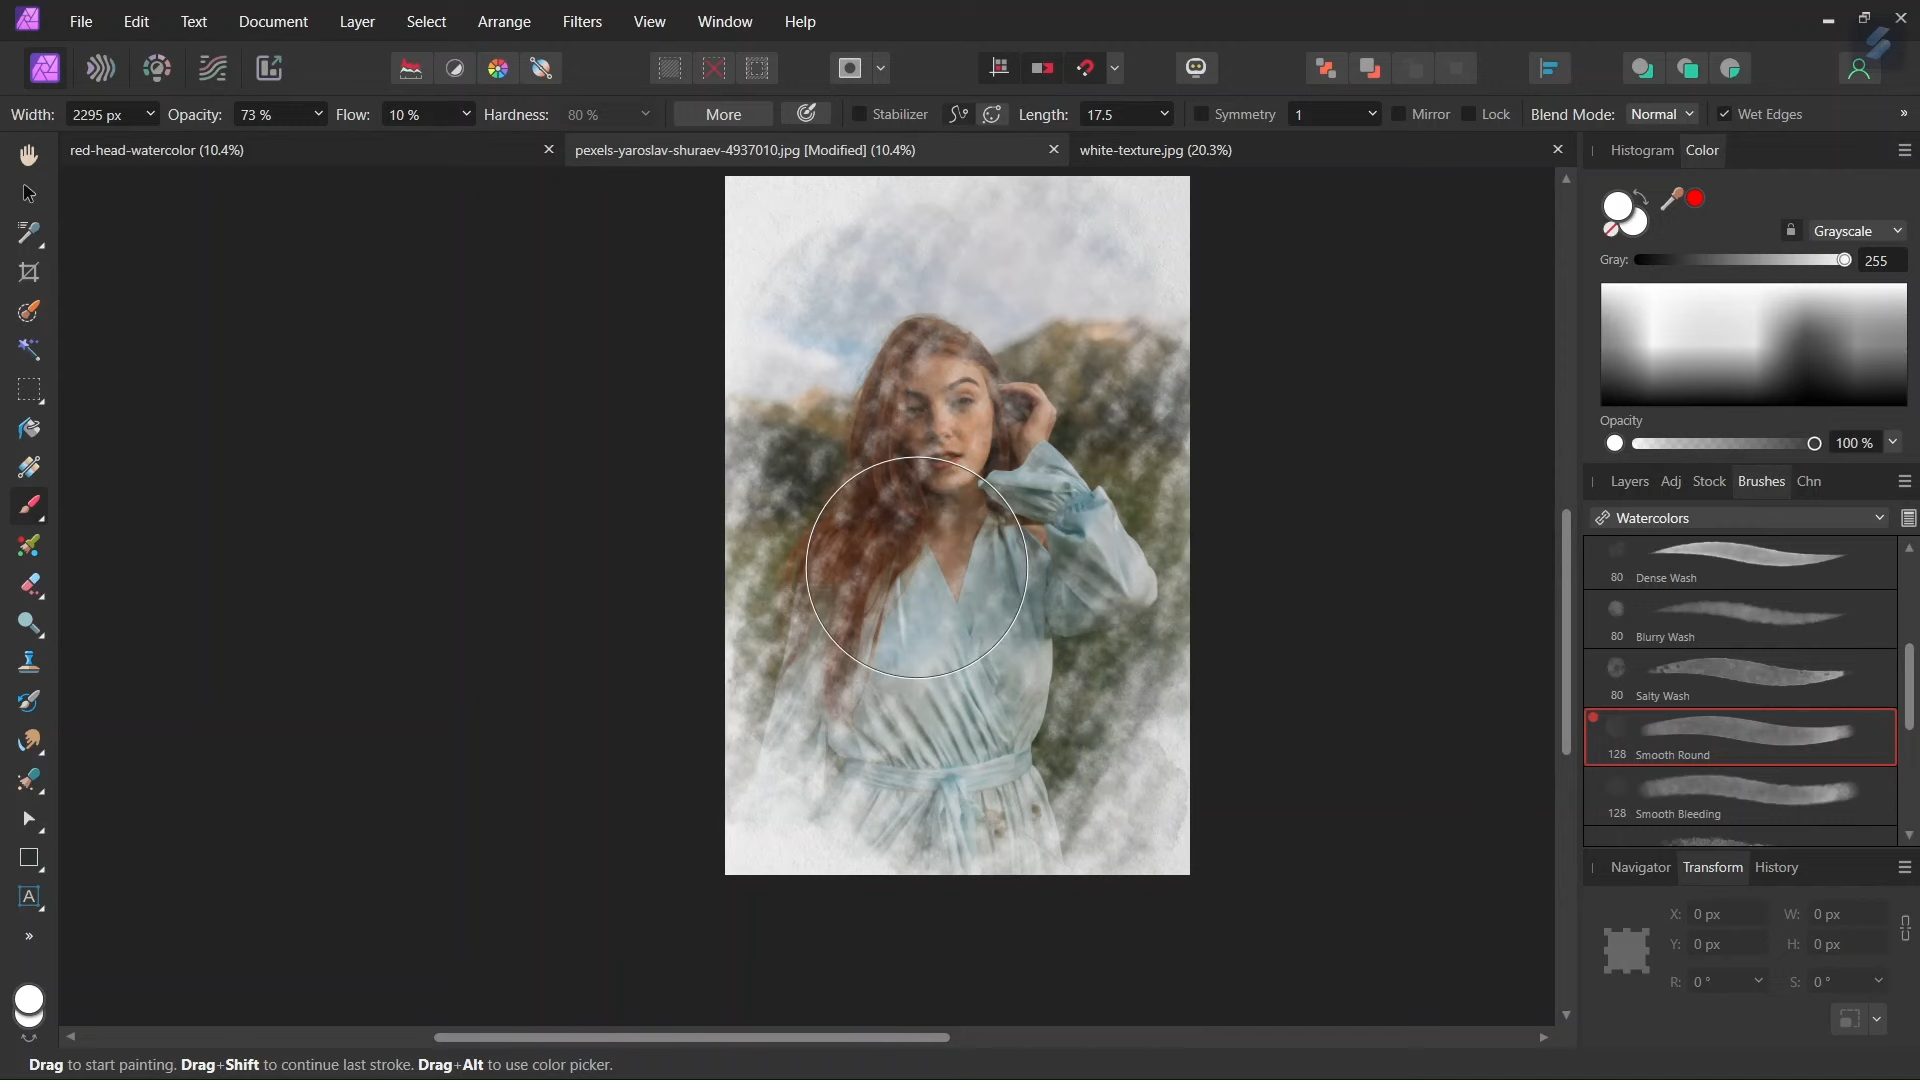 File Edit Text Document Layer Select Arrange Filters View Window Help
Width: 2295 px Opacity: 73 % Flow: 10 % Hardness: 80 % More Stabilizer Length: 17.5 Symmetry 1 Mirror Lock Blend Mode: Normal Wet Edges »
red-head-watercolor (10.4%) pexels-yaroslav-shuraev-4937010.jpg [Modified] (10.4%) white-texture.jpg (20.3%)
Histogram Color
Grayscale
Gray: 255
Opacity
100 %
Layers Adj Stock Brushes Chn
Watercolors
80 Dense Wash
80 Blurry Wash
80 Salty Wash
128 Smooth Round
128 Smooth Bleeding
Navigator Transform History
X: 0 px W: 0 px
Y: 0 px H: 0 px
R: 0 ° S: 0 °
A
»
Drag to start painting. Drag+Shift to continue last stroke. Drag+Alt to use color picker.